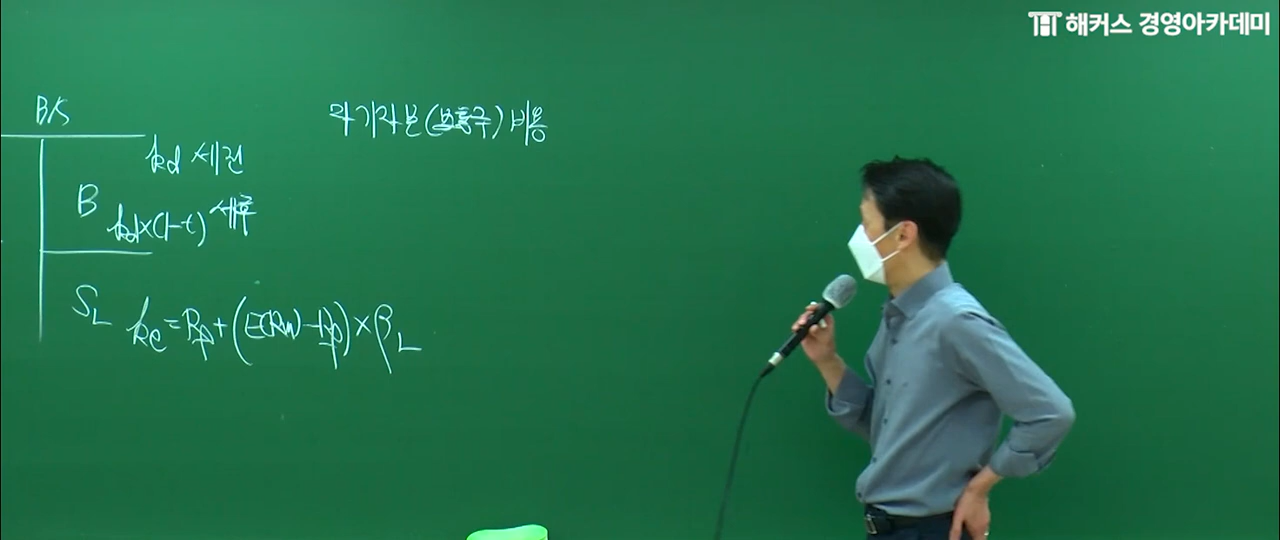 해커스 경영아카데미
B/S
자기자본(보통주) 비용
kd 세전
B kd×(1-t) 세후
SL ke=Rf+(E(Rm)-Rf)×βL